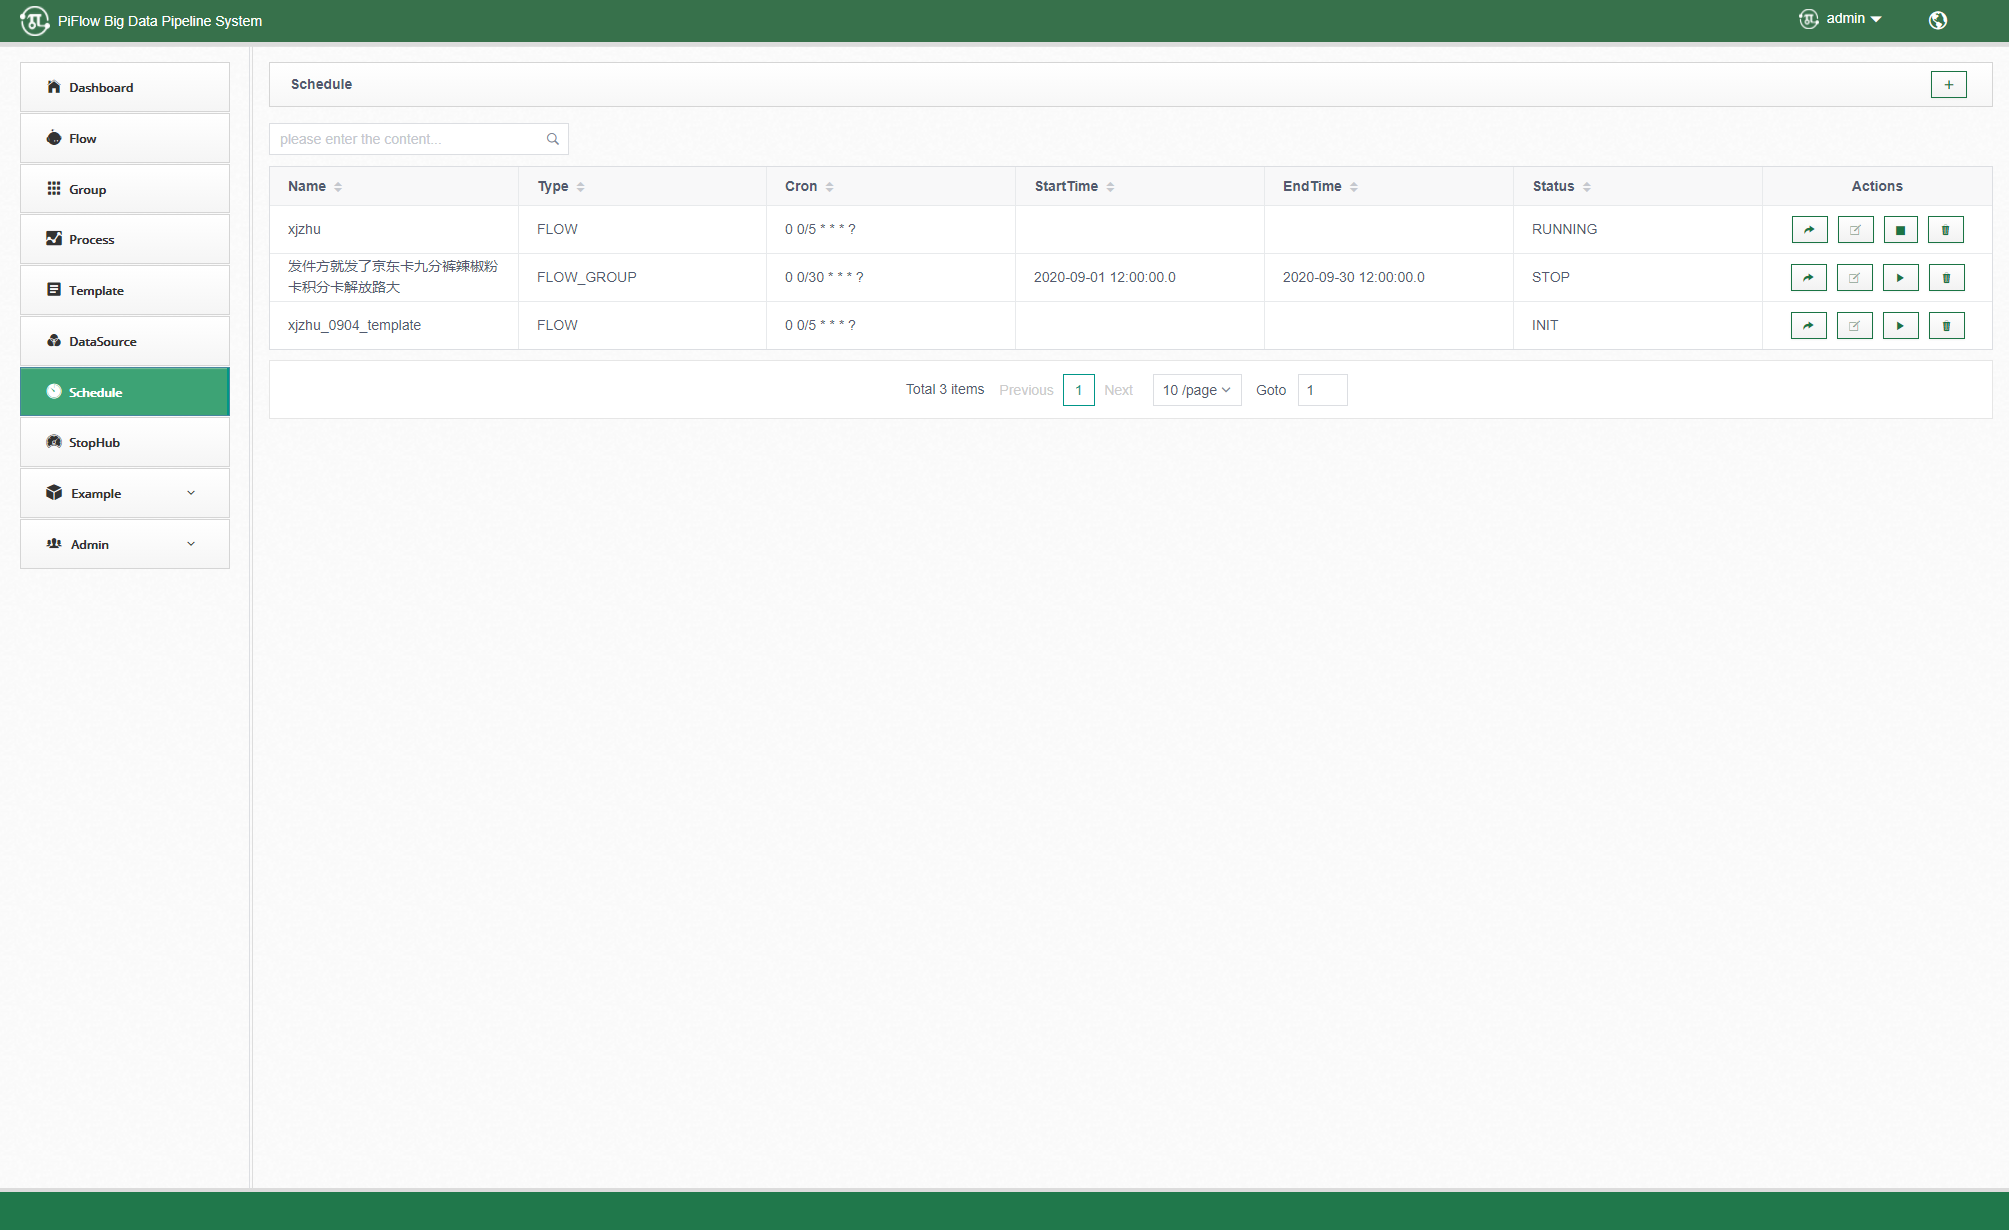 PiFlow Big Data Pipeline System
admin
Dashboard
Flow
Group
Process
Template
DataSource
Schedule
StopHub
Example
Admin
Schedule
+
please enter the content...
Name Type Cron StartTime EndTime Status Actions
xjzhu FLOW 0 0/5 * * * ? RUNNING
发件方就发了京东卡九分裤辣椒粉
卡积分卡解放路大 FLOW_GROUP 0 0/30 * * * ? 2020-09-01 12:00:00.0 2020-09-30 12:00:00.0 STOP
xjzhu_0904_template FLOW 0 0/5 * * * ? INIT
Total 3 items Previous 1 Next 10 /page Goto 1